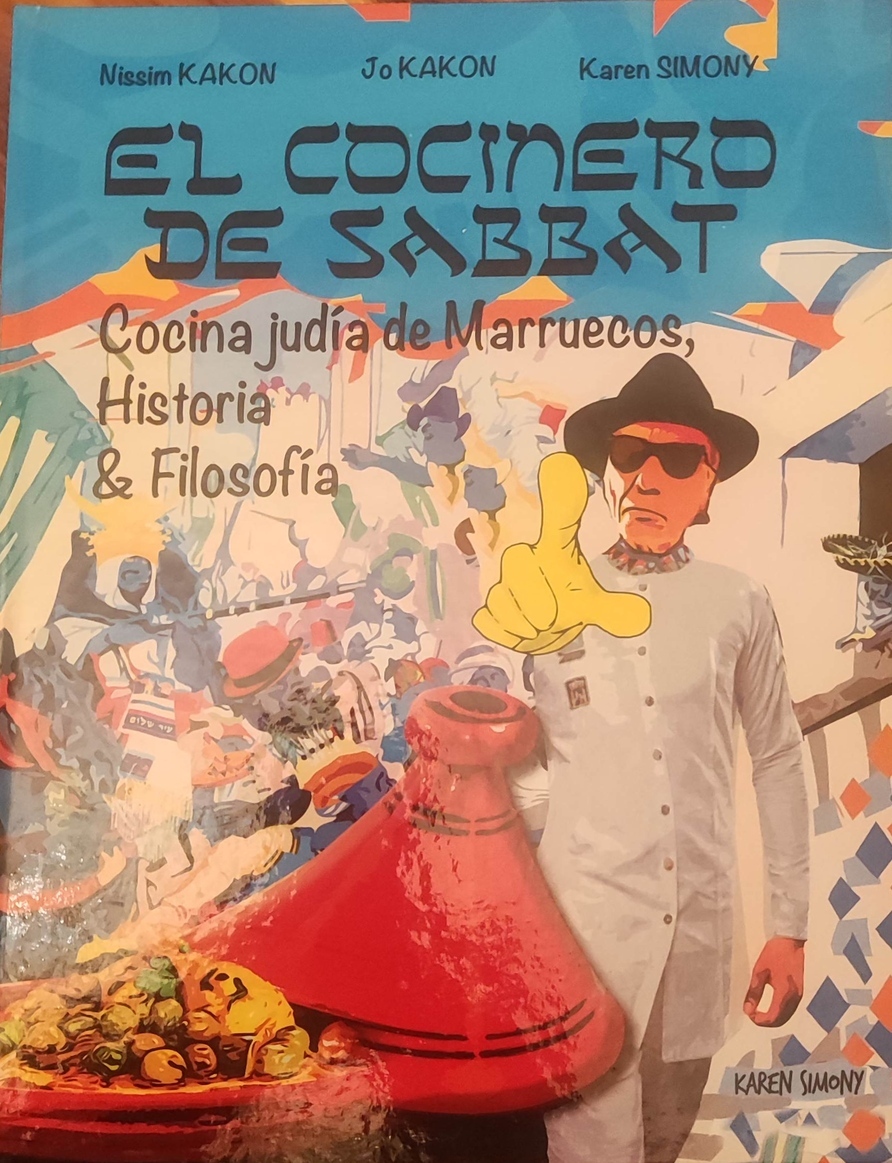 Nissim KAKON Jo KAKON Karen SIMONY
EL COCINERO
DE SABBAT
Cocina judía de Marruecos,
Historia
& Filosofía
KAREN SIMONY